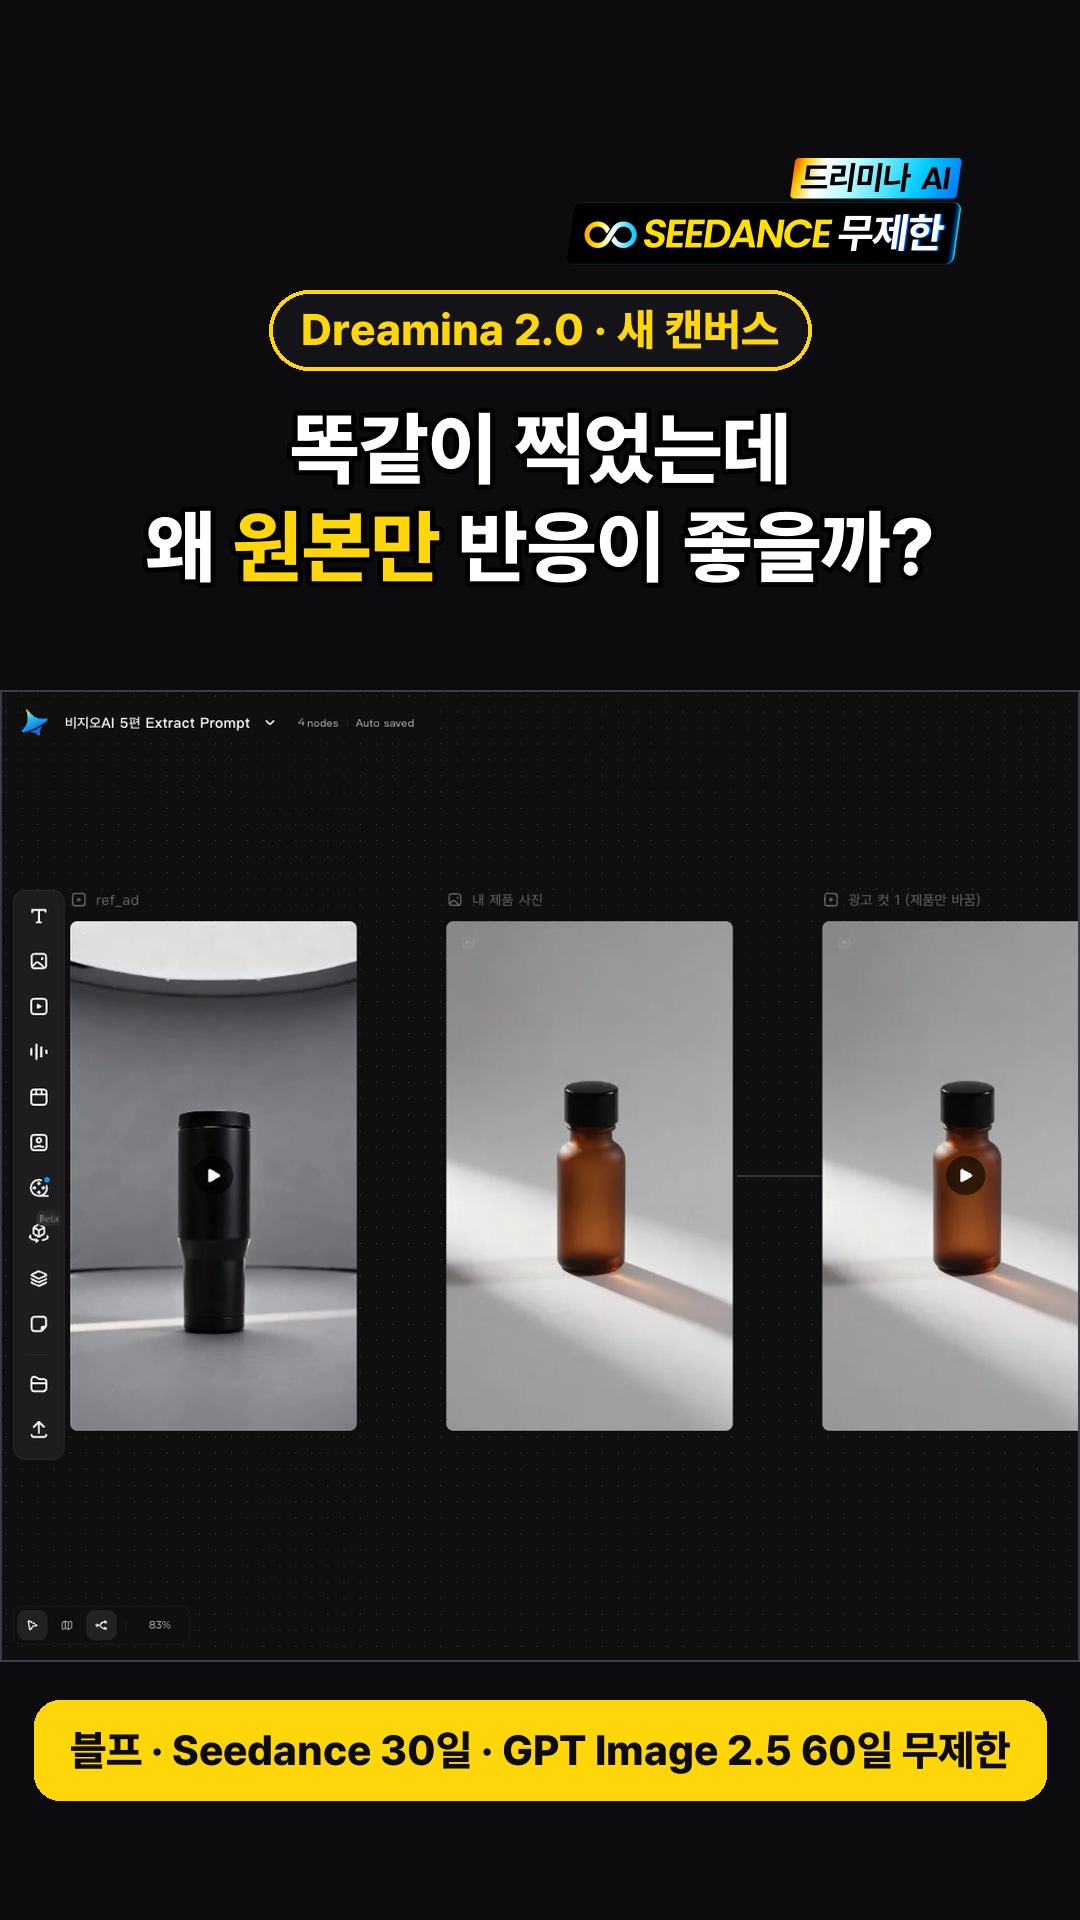 드리미나 AI
SEEDANCE 무제한
Dreamina 2.0 · 새 캔버스
똑같이 찍었는데
왜 원본만 반응이 좋을까?
비지오AI 5편 Extract Prompt
4 nodes
Auto saved
ref_ad
내 제품 사진
광고 컷 1 (제품만 바꿈)
AI
AI
T
Beta
83%
블프 · Seedance 30일 · GPT Image 2.5 60일 무제한